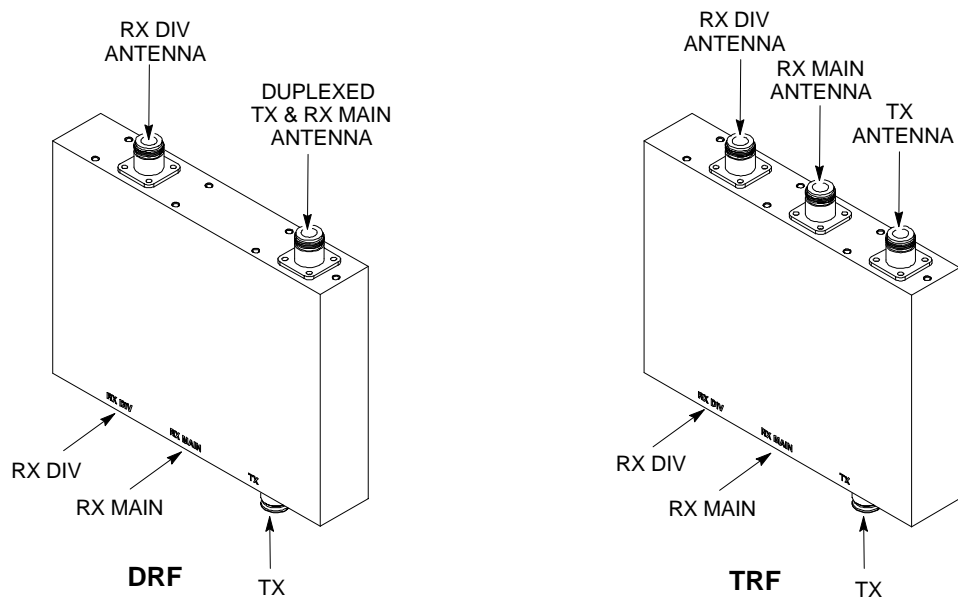 RX DIV
ANTENNA
DUPLEXED
TX & RX MAIN
ANTENNA
RX DIV
RX MAIN
TX
RX DIV
RX MAIN
TX
DRF
RX DIV
ANTENNA
RX MAIN
ANTENNA
TX
ANTENNA
RX DIV
RX MAIN
TX
RX DIV
RX MAIN
TX
TRF